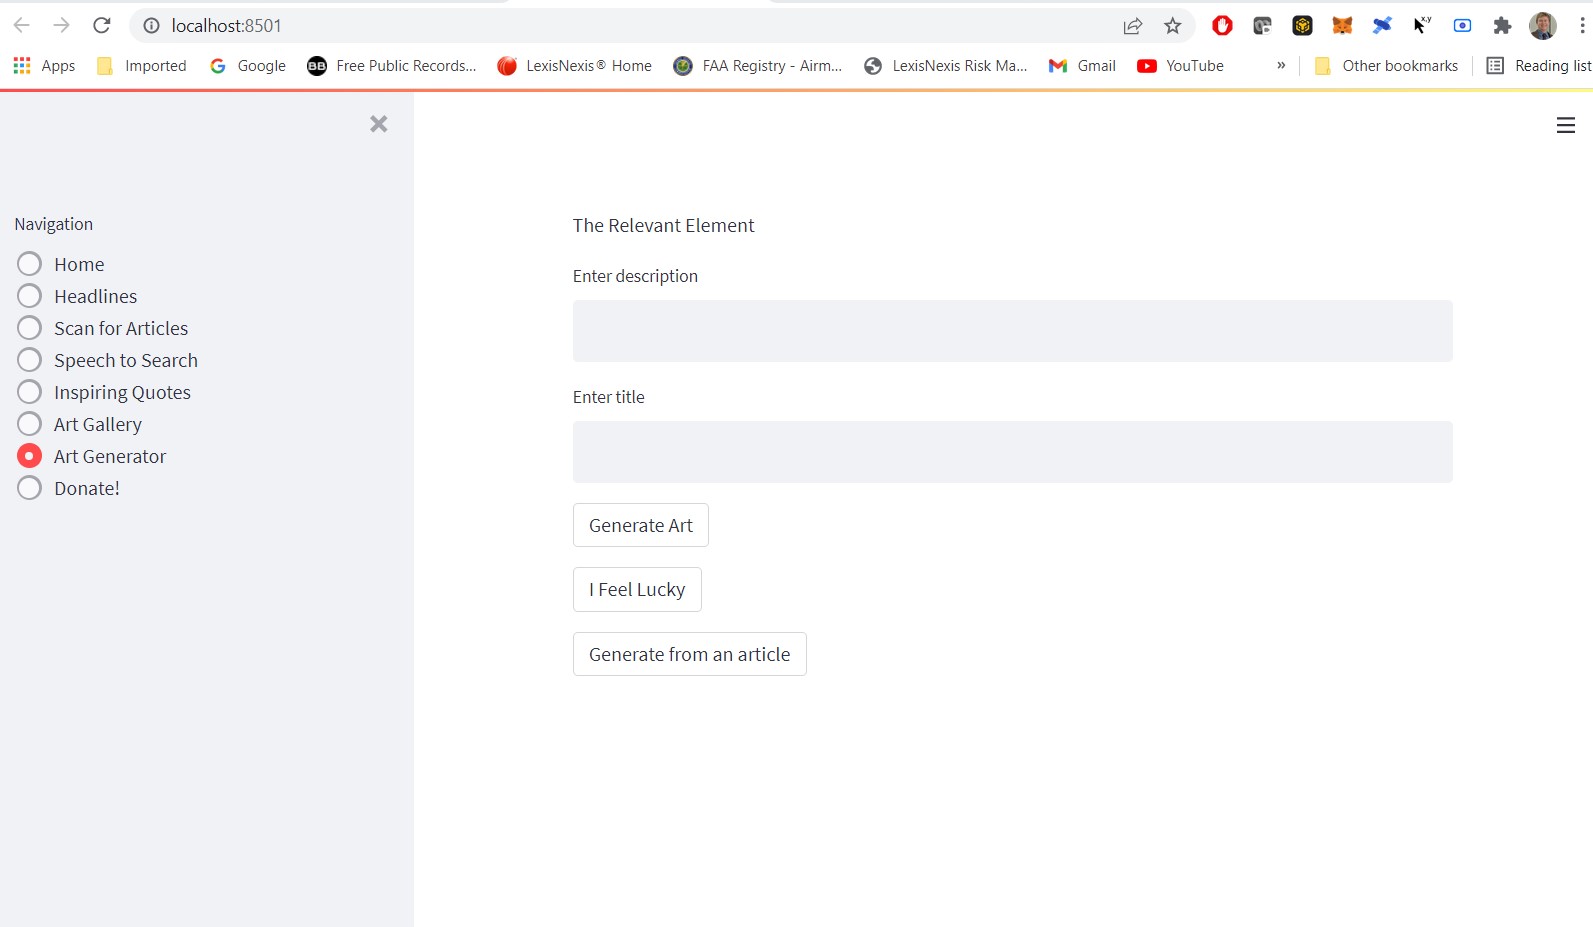 localhost:8501
Apps Imported Google Free Public Records... LexisNexis® Home FAA Registry - Airm... LexisNexis Risk Ma... Gmail YouTube » Other bookmarks Reading list
Navigation
Home
Headlines
Scan for Articles
Speech to Search
Inspiring Quotes
Art Gallery
Art Generator
Donate!
The Relevant Element
Enter description
Enter title
Generate Art
I Feel Lucky
Generate from an article